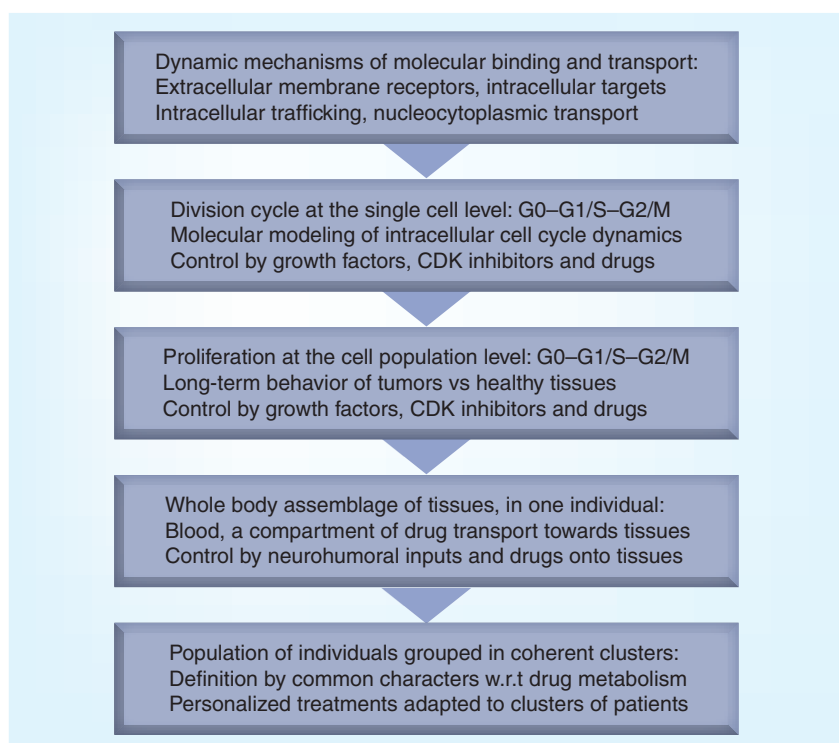 Dynamic mechanisms of molecular binding and transport:
Extracellular membrane receptors, intracellular targets
Intracellular trafficking, nucleocytoplasmic transport
Division cycle at the single cell level: G0–G1/S–G2/M
Molecular modeling of intracellular cell cycle dynamics
Control by growth factors, CDK inhibitors and drugs
Proliferation at the cell population level: G0–G1/S–G2/M
Long-term behavior of tumors vs healthy tissues
Control by growth factors, CDK inhibitors and drugs
Whole body assemblage of tissues, in one individual:
Blood, a compartment of drug transport towards tissues
Control by neurohumoral inputs and drugs onto tissues
Population of individuals grouped in coherent clusters:
Definition by common characters w.r.t drug metabolism
Personalized treatments adapted to clusters of patients